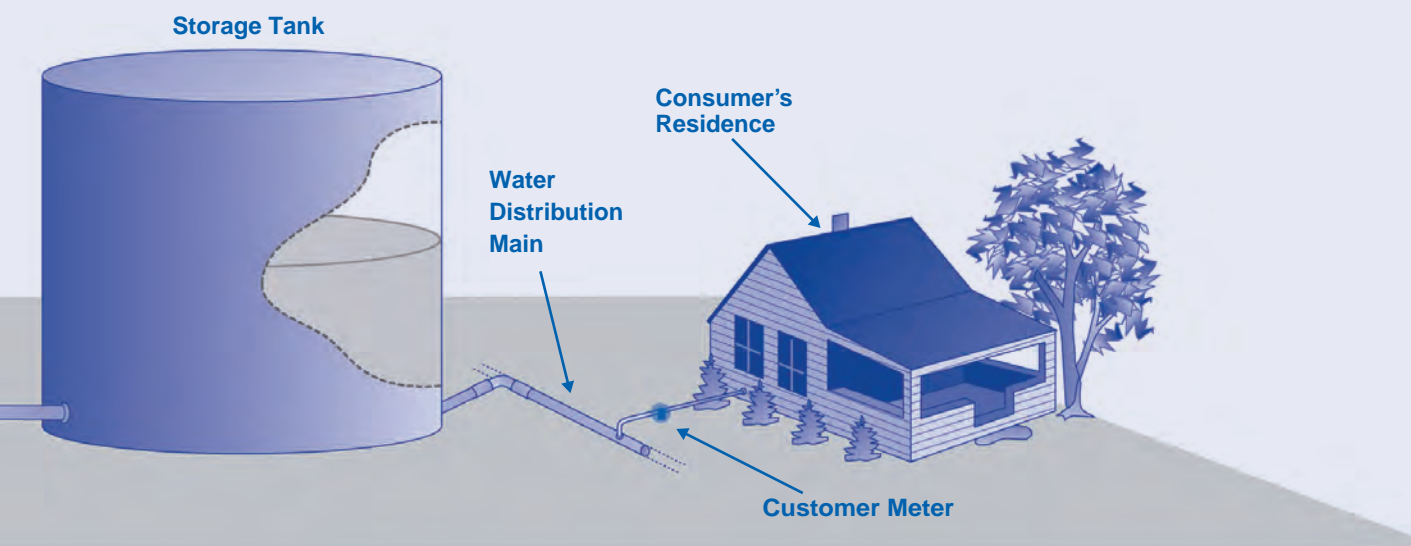 Storage Tank
Consumer’s
Residence
Water
Distribution
Main
Customer Meter